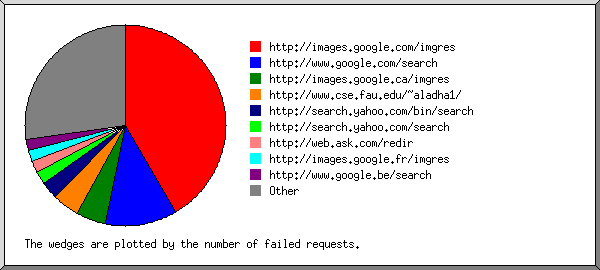 http://images.google.com/imgres
http://www.google.com/search
http://images.google.ca/imgres
http://www.cse.fau.edu/~aladha1/
http://search.yahoo.com/bin/search
http://search.yahoo.com/search
http://web.ask.com/redir
http://images.google.fr/imgres
http://www.google.be/search
Other
The wedges are plotted by the number of failed requests.